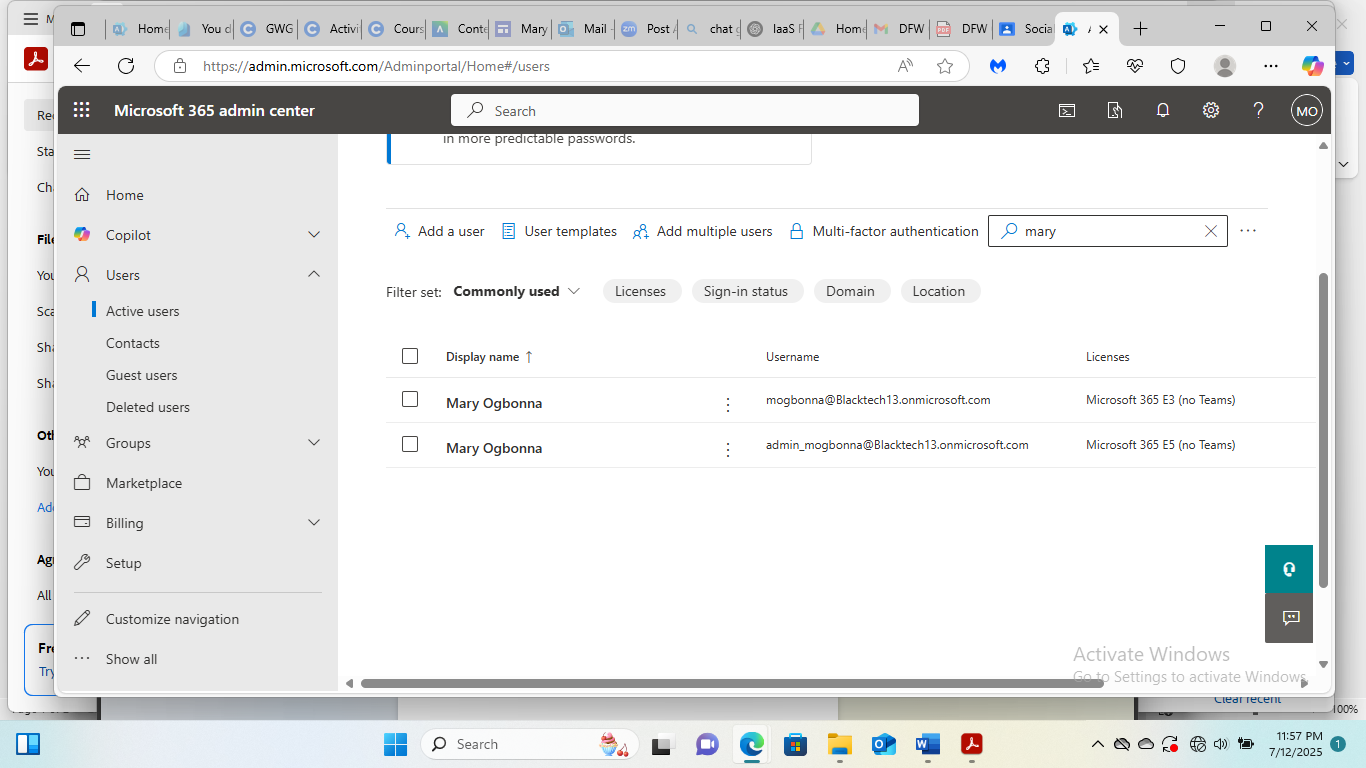 Home
You d
GWG
Activi
Cours
Conte
Mary
Mail -
Post A
chat g
IaaS F
Home
DFW
DFW
Socia
https://admin.microsoft.com/Adminportal/Home#/users
Microsoft 365 admin center
Search
MO
in more predictable passwords.
Home
Copilot
Users
Active users
Contacts
Guest users
Deleted users
Groups
Marketplace
Billing
Setup
Customize navigation
Show all
Add a user
User templates
Add multiple users
Multi-factor authentication
mary
Filter set:
Commonly used
Licenses
Sign-in status
Domain
Location
Display name ↑
Username
Licenses
Mary Ogbonna
mogbonna@Blacktech13.onmicrosoft.com
Microsoft 365 E3 (no Teams)
Mary Ogbonna
admin_mogbonna@Blacktech13.onmicrosoft.com
Microsoft 365 E5 (no Teams)
Activate Windows
Go to Settings to activate Windows.
Clear recent
100%
Search
11:57 PM
7/12/2025
1